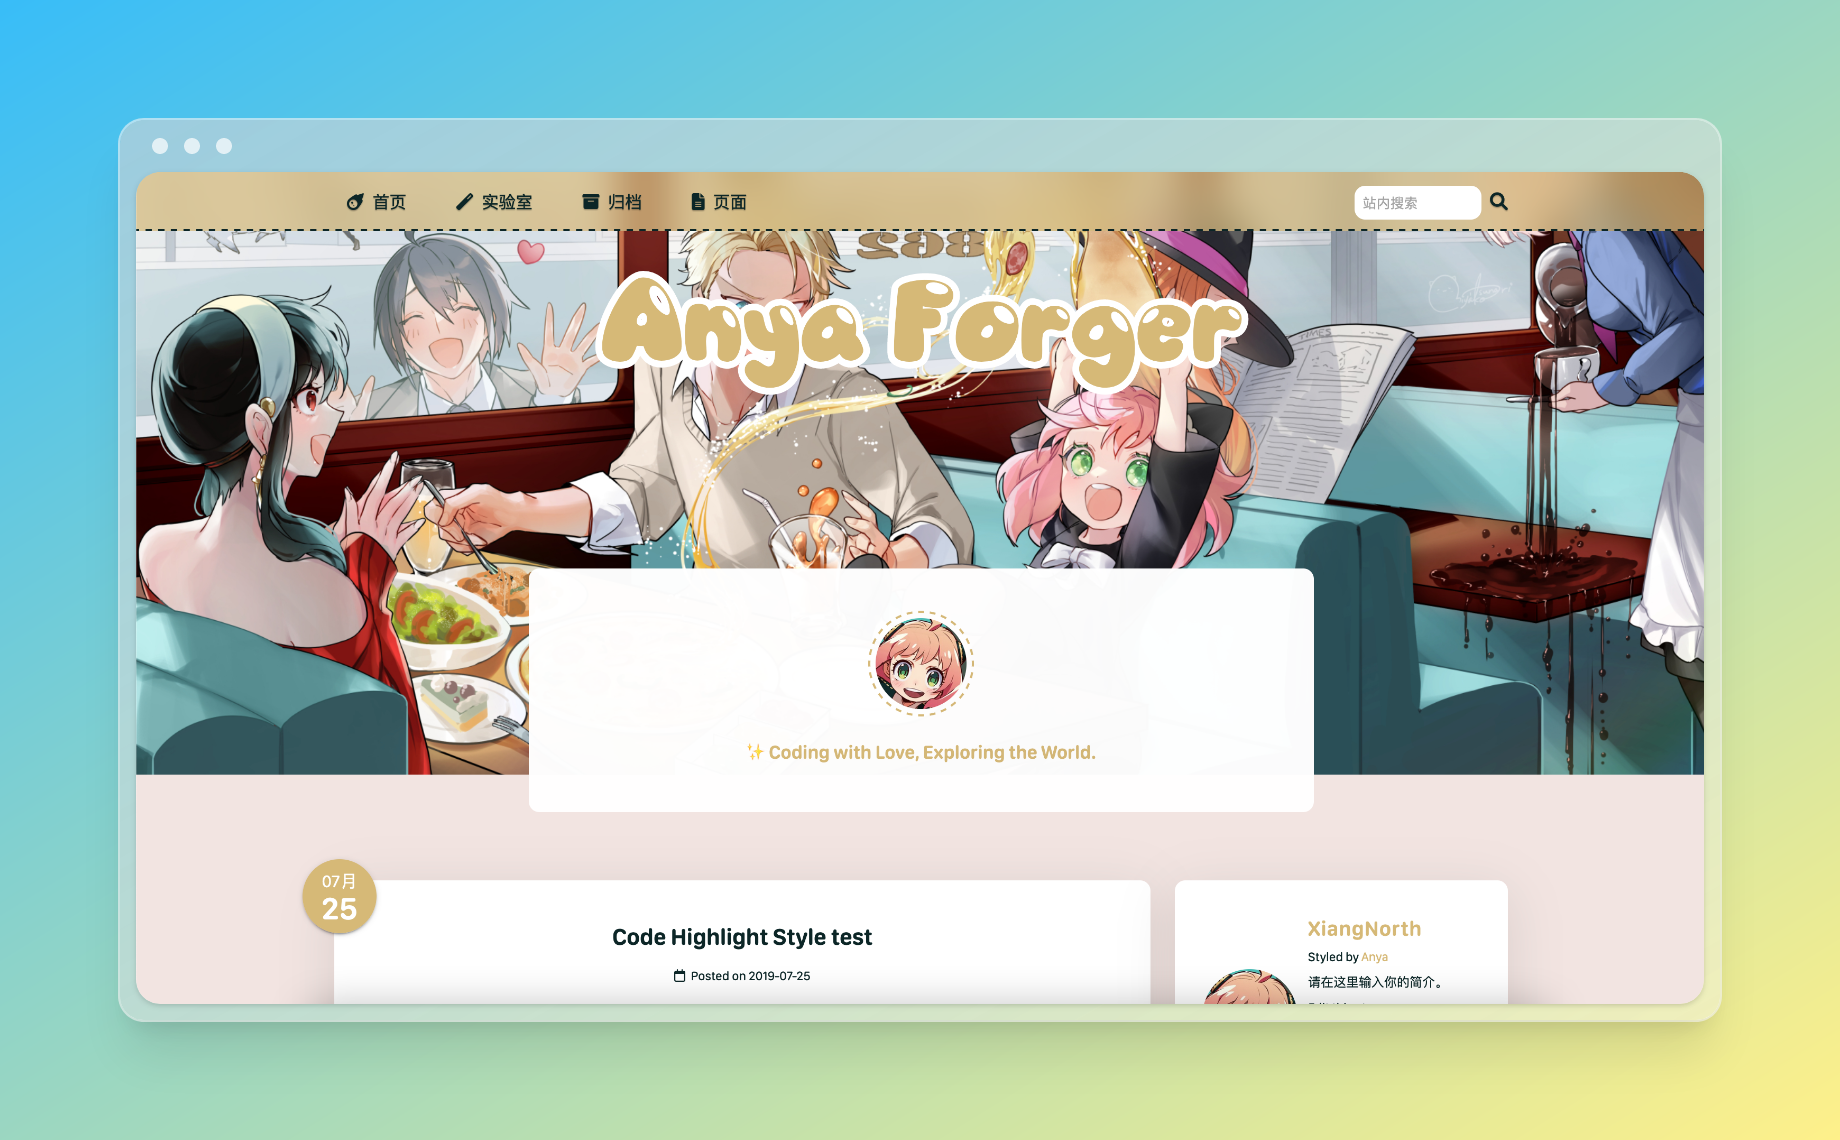 首页
实验室
归档
页面
站内搜索
Anya Forger
✨ Coding with Love, Exploring the World.
07月
25
Code Highlight Style test
Posted on 2019-07-25
XiangNorth
Styled by Anya
请在这里输入你的简介。